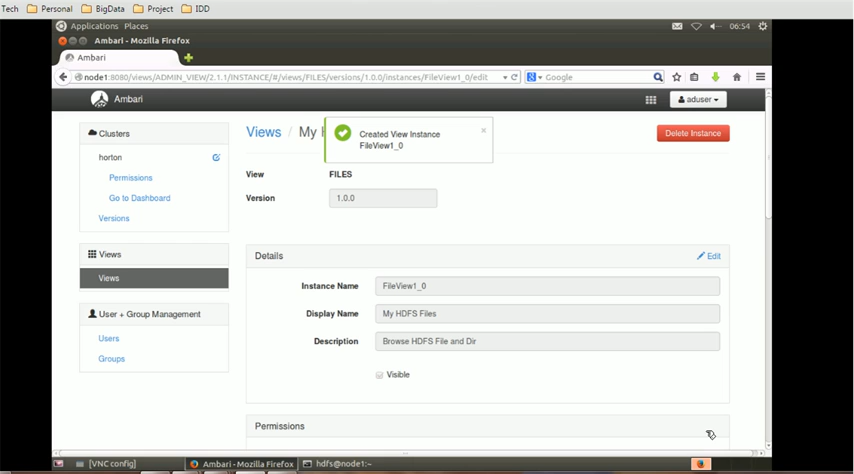 Tech Personal BigData Project IDD
Applications Places 06:54
Ambari - Mozilla Firefox
Ambari
node1:8080/views/ADMIN_VIEW/2.1.1/INSTANCE/#/views/FILES/versions/1.0.0/instances/FileView1_0/edit Google
Ambari aduser
Clusters
horton
Permissions
Go to Dashboard
Versions
Views
Views
User + Group Management
Users
Groups
Views / My H
Created View Instance
FileView1_0
×
Delete Instance
View FILES
Version 1.0.0
Details Edit
Instance Name FileView1_0
Display Name My HDFS Files
Description Browse HDFS File and Dir
Visible
Permissions
[VNC config] Ambari - Mozilla Firefox hdfs@node1:~